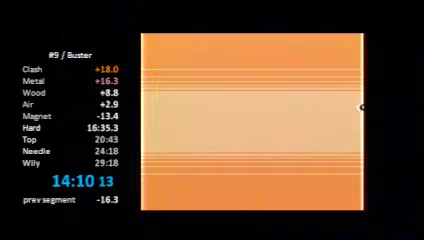 #9 / Buster
Clash +18.0
Metal +16.3
Wood +8.8
Air +2.9
Magnet -13.4
Hard 16:35.3
Top 20:43
Needle 24:18
Wily 29:18
14:10 13
prev segment -16.3